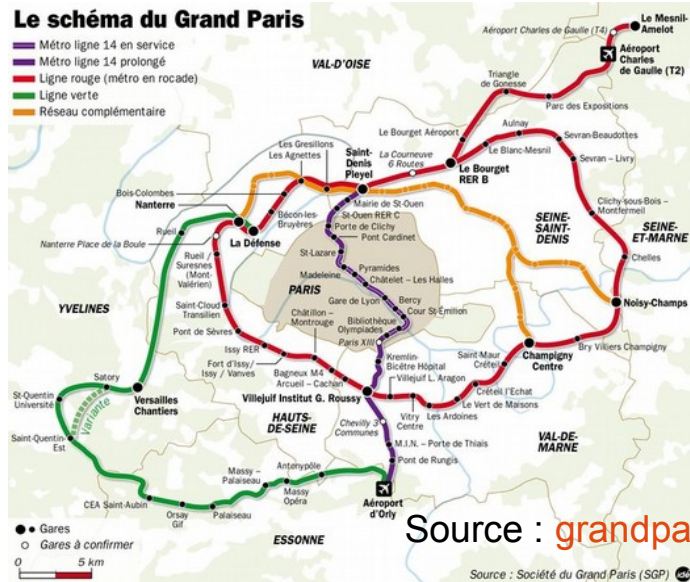 Le schéma du Grand Paris
Métro ligne 14 en service
Métro ligne 14 prolongé
Ligne rouge (métro en rocade)
Ligne verte
Réseau complémentaire
Le Mesnil-
Amelot
Aéroport Charles de Gaulle (T4)
Aéroport
Charles
de Gaulle (T2)
VAL-D'OISE
Triangle
de Gonesse
Parc des Expositions
Les Gresillons
Les Agnettes
Saint-
Denis
Pleyel
Le Bourget Aéroport
La Courneuve
6 Routes
Aulnay
Le Blanc-Mesnil
Le Bourget
RER B
Sevran-Beaudottes
Sevran – Livry
Bois-Colombes
Nanterre
Bécon-les-
Bruyères
La Défense
Mairie de St-Ouen
St-Ouen RER C
Porte de Clichy
Pont Cardinet
Clichy-sous-Bois –
Montfermeil
SEINE-
SAINT-
DENIS
SEINE-
ET-MARNE
Rueil
Nanterre Place de la Boule
Rueil /
Suresnes
(Mont-
Valérien)
St-Lazare
Madeleine
Pyramides
Châtelet – Les Halles
PARIS
Gare de Lyon
Bercy
Cour St-Emilion
Bibliothèque
Olympiades
Paris XIII
Chelles
Noisy-Champs
YVELINES
Saint-Cloud
Transilien
Pont de Sèvres
Châtillon –
Montrouge
Issy RER
Fort d'Issy/
Issy / Vanves
Bagneux M4
Arcueil – Cachan
Villejuif Institut G. Roussy
Kremlin-
Bicêtre Hôpital
Villejuif L. Aragon
Saint-Maur
Créteil
Champigny
Centre
Bry Villiers Champigny
Créteil l'Echat
Le Vert de Maisons
Les Ardoines
Vitry
Centre
Satory
St-Quentin
Université
Variante
Versailles
Chantiers
Saint-Quentin-
Est
HAUTS-
DE-SEINE
Chevilly 3
Communes
M.I.N. – Porte de Thiais
Pont de Rungis
VAL-DE-
MARNE
Massy –
Palaiseau
Antonypôle
Massy
Opéra
CEA Saint-Aubin
Orsay
Gif
Palaiseau
Aéroport
d'Orly
ESSONNE
Gares
Gares à confirmer
0 5 km
Source : grandpa
Source : Société du Grand Paris (SGP) idé